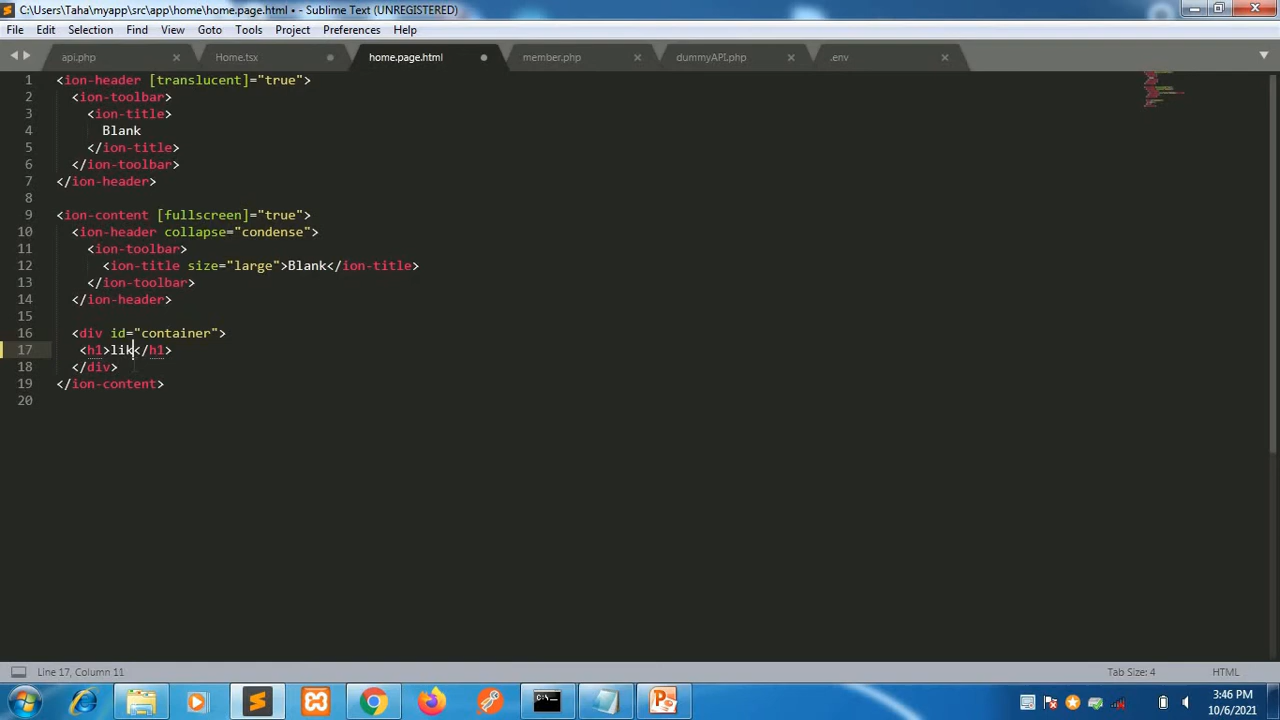 C:\Users\Taha\myapp\src\app\home\home.page.html • - Sublime Text (UNREGISTERED)
File Edit Selection Find View Goto Tools Project Preferences Help
api.php × Home.tsx home.page.html member.php × dummyAPI.php × .env ×
1 <ion-header [translucent]="true">
2 <ion-toolbar>
3 <ion-title>
4 Blank
5 </ion-title>
6 </ion-toolbar>
7 </ion-header>
8
9 <ion-content [fullscreen]="true">
10 <ion-header collapse="condense">
11 <ion-toolbar>
12 <ion-title size="large">Blank</ion-title>
13 </ion-toolbar>
14 </ion-header>
15
16 <div id="container">
17 <h1>lik</h1>
18 </div>
19 </ion-content>
20
Line 17, Column 11 Tab Size: 4 HTML
3:46 PM
10/6/2021